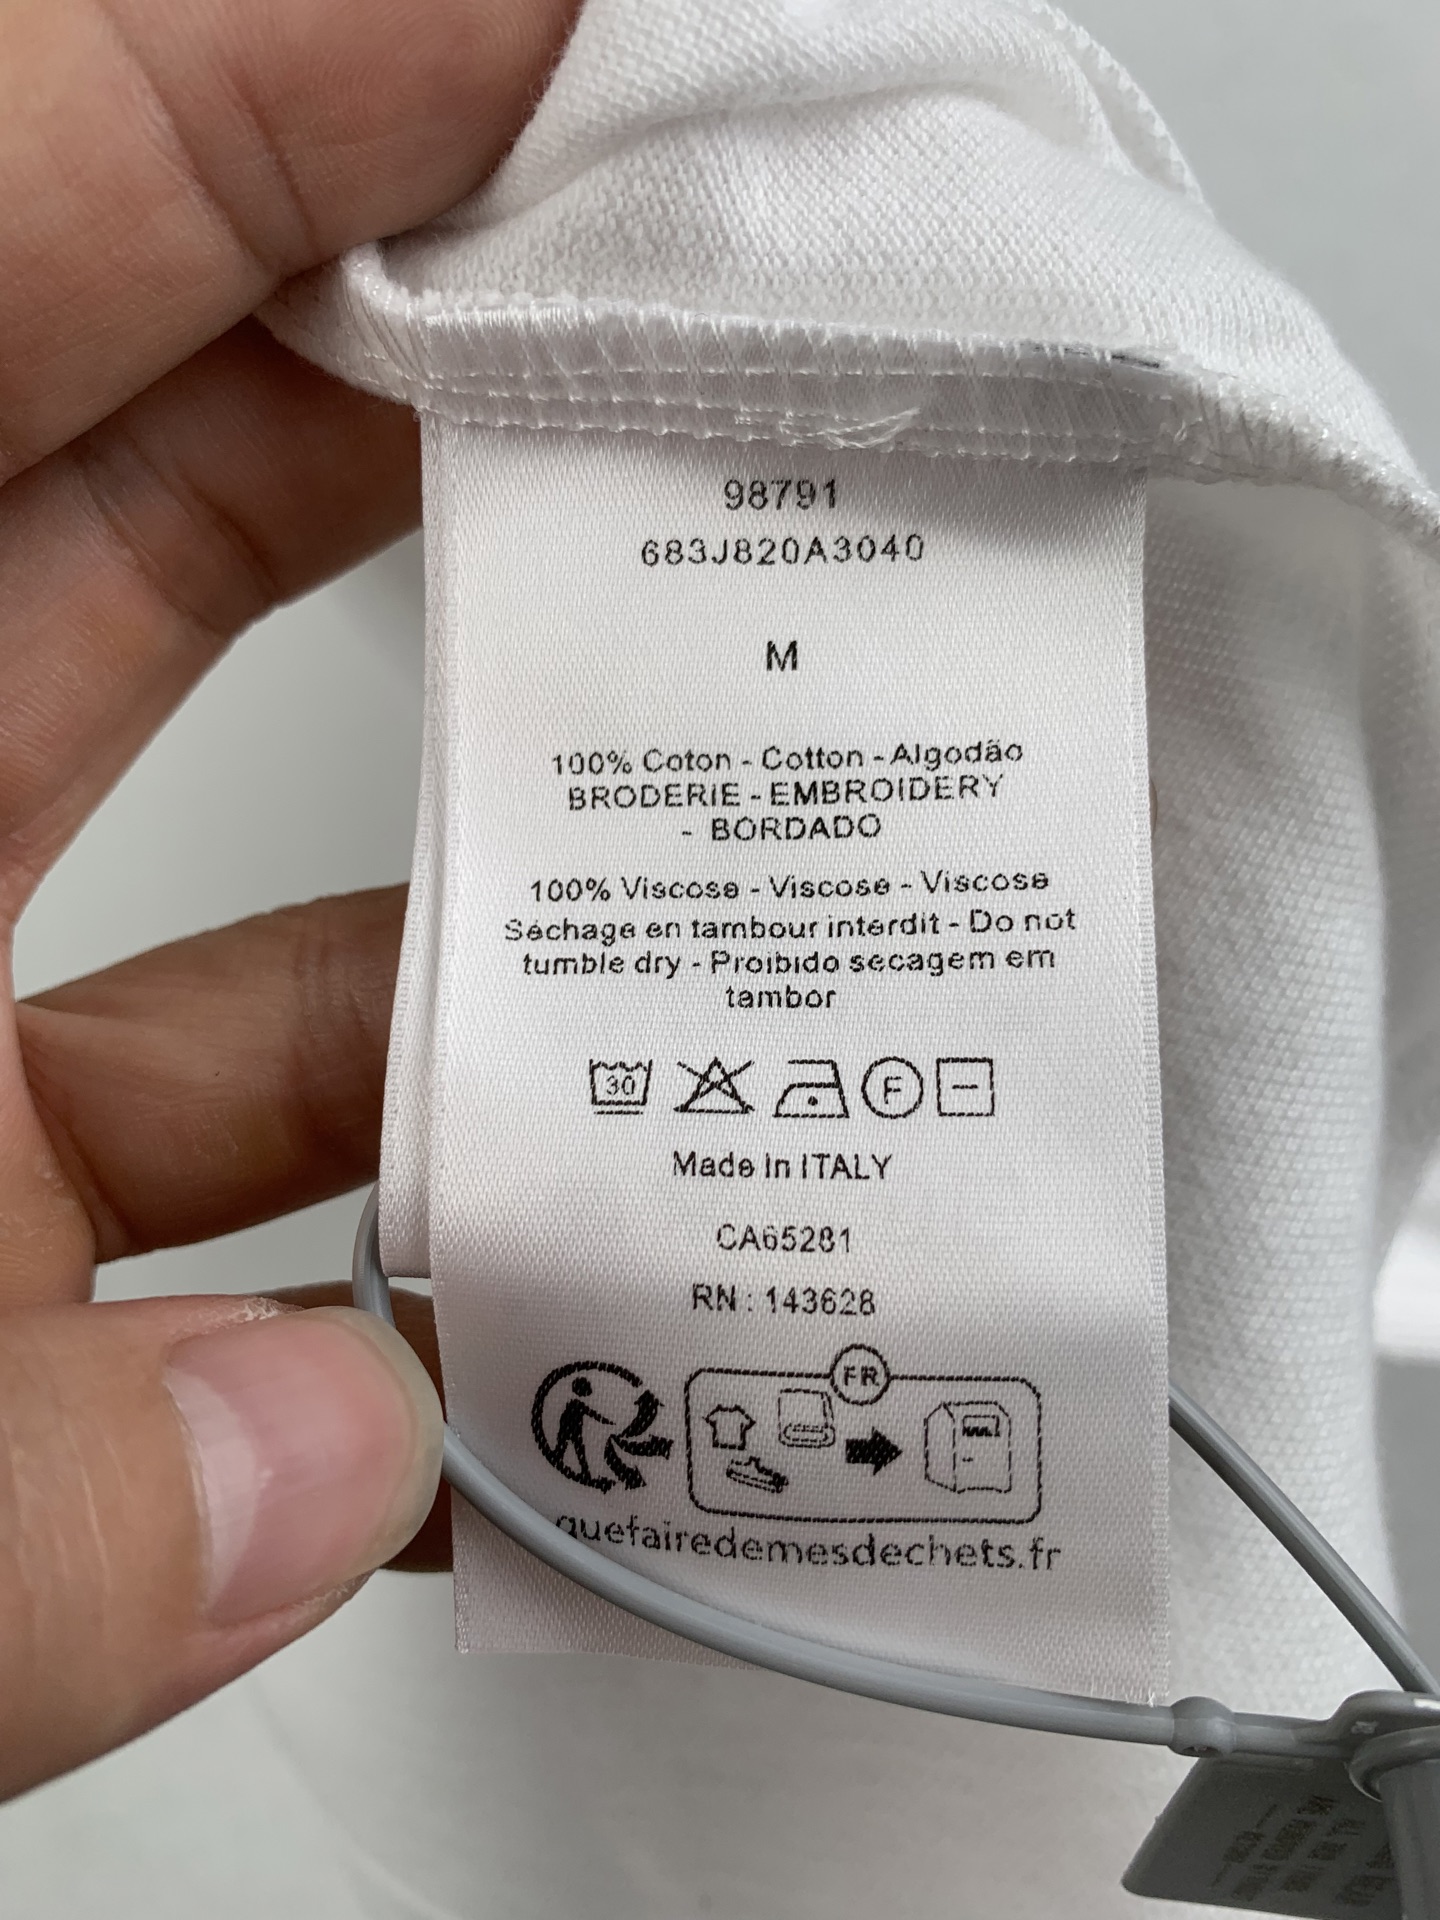 98791
683J820A3040
M
100% Coton - Cotton - Algodão
BRODERIE - EMBROIDERY
- BORDADO
100% Viscose - Viscose - Viscose
Séchage en tambour interdit - Do not
tumble dry - Proibido secagem em
tambor
30
F
Made in ITALY
CA65281
RN : 143628
FR
quefairedemesdechets.fr